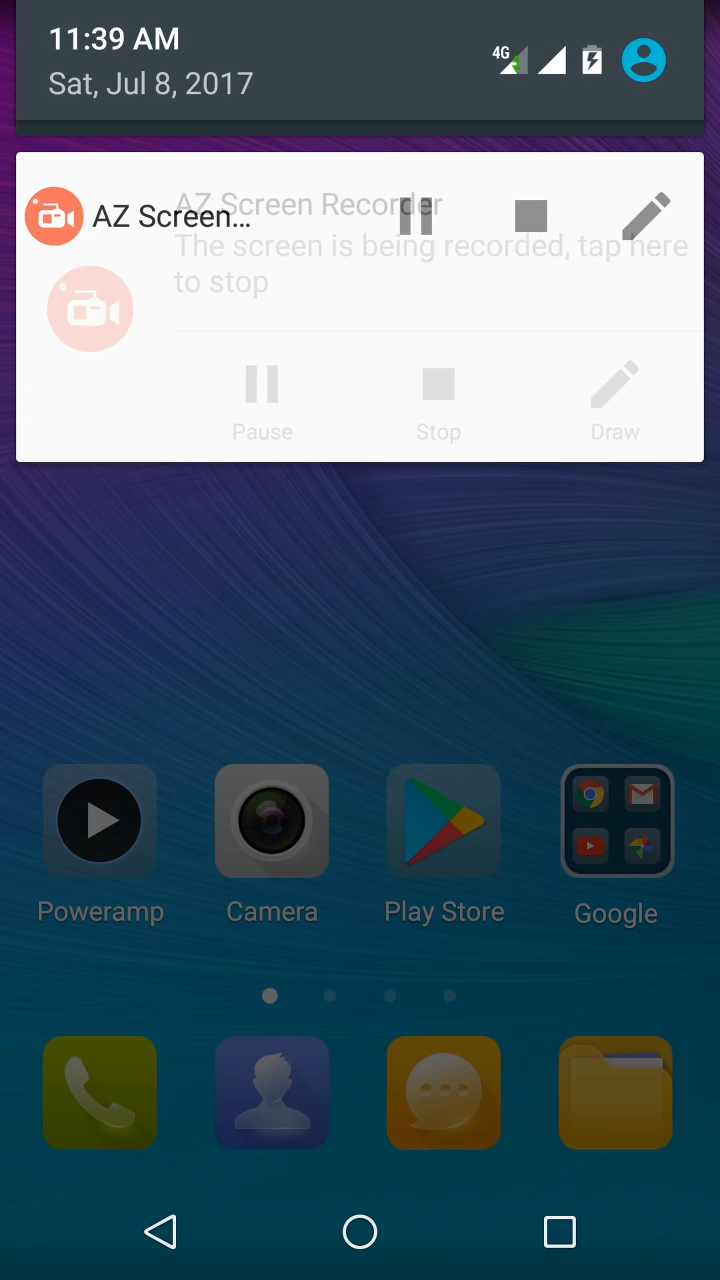 11:39 AM
4G
Sat, Jul 8, 2017
AZ Screen...
AZ Screen Recorder
The screen is being recorded, tap here
to stop
Pause
Stop
Draw
Poweramp
Camera
Play Store
Google